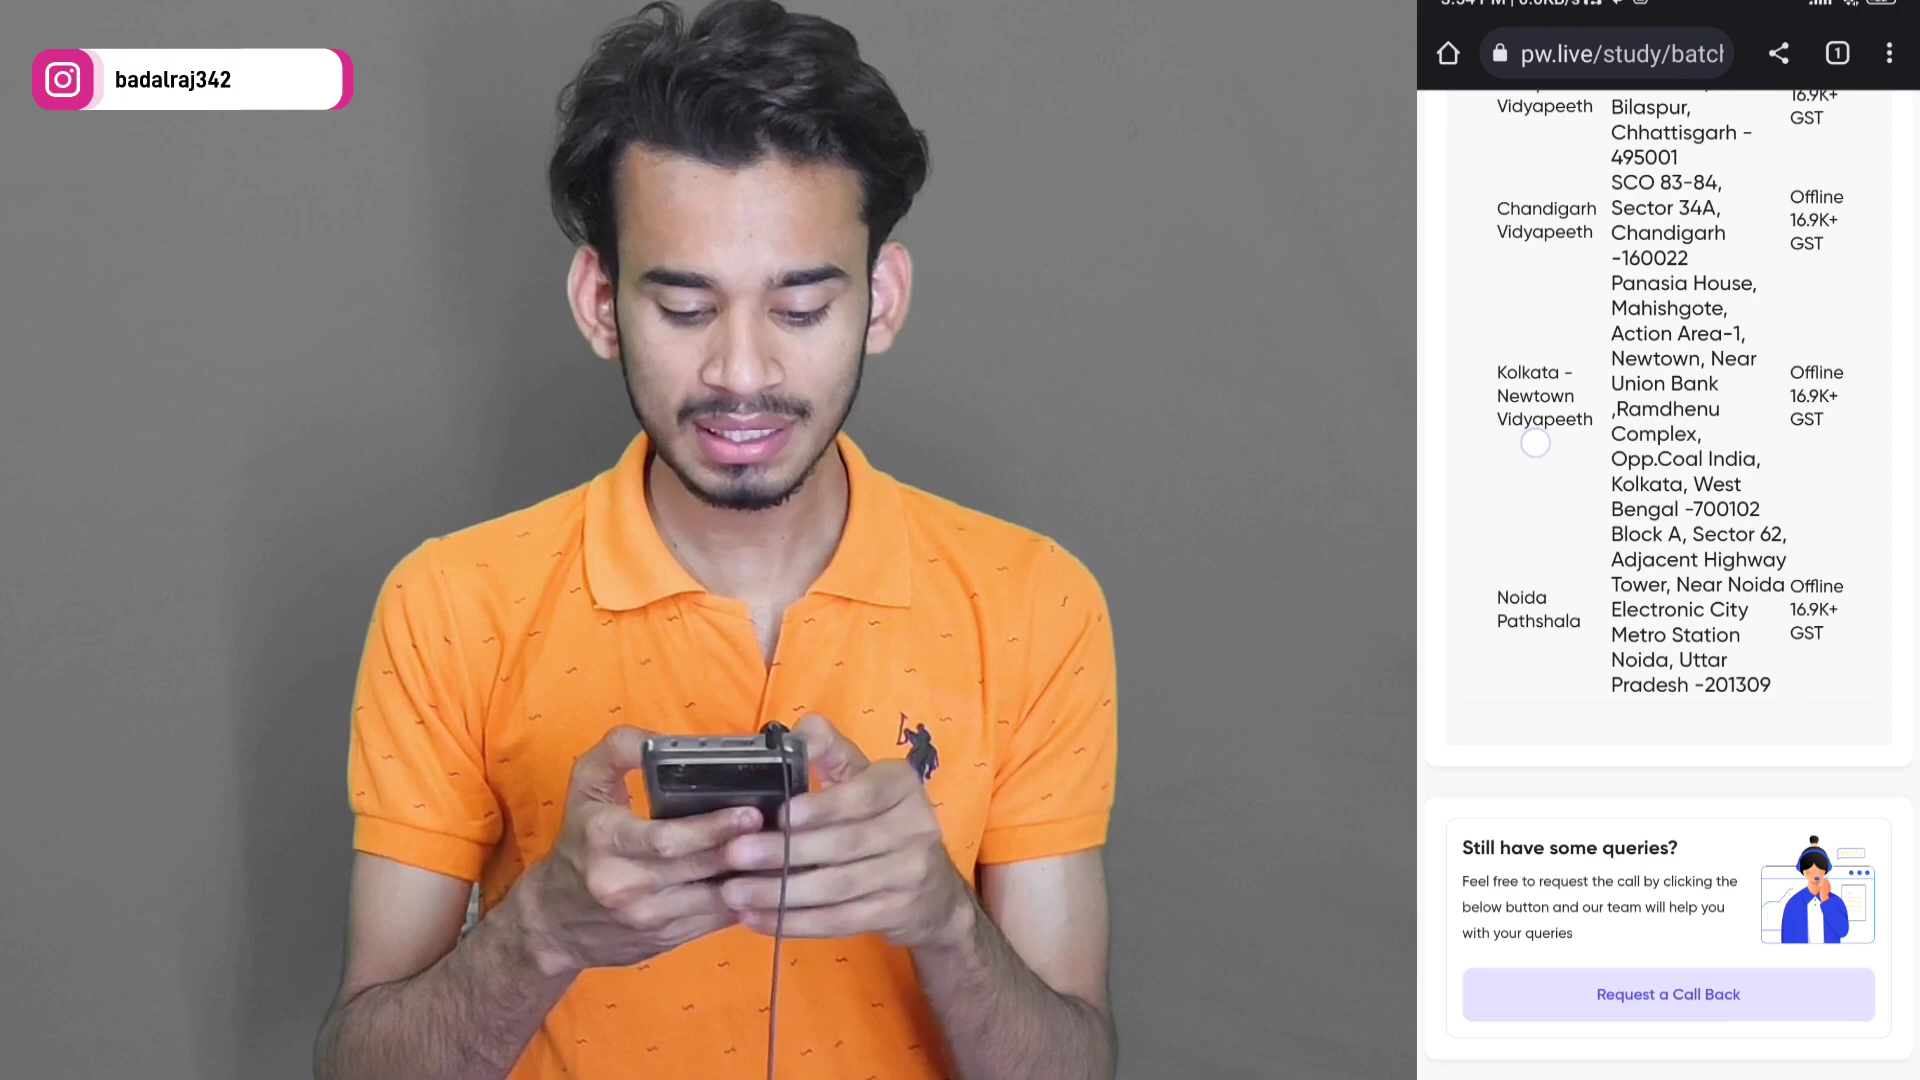 badalraj342
pw.live/study/batch
Vidyapeeth
Bilaspur,
Chhattisgarh -
495001
16.9K+
GST
Chandigarh
Vidyapeeth
SCO 83-84,
Sector 34A,
Chandigarh
-160022
Offline
16.9K+
GST
Kolkata -
Newtown
Vidyapeeth
Panasia House,
Mahishgote,
Action Area-1,
Newtown, Near
Union Bank
,Ramdhenu
Complex,
Opp.Coal India,
Kolkata, West
Bengal -700102
Offline
16.9K+
GST
Noida
Pathshala
Block A, Sector 62,
Adjacent Highway
Tower, Near Noida
Electronic City
Metro Station
Noida, Uttar
Pradesh -201309
Offline
16.9K+
GST
Still have some queries?
Feel free to request the call by clicking the
below button and our team will help you
with your queries
Request a Call Back